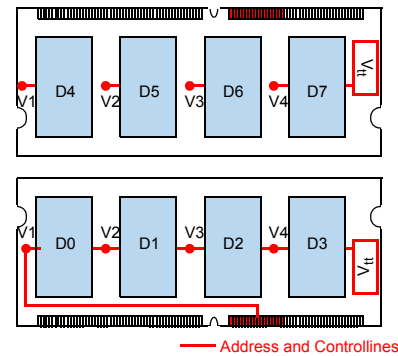 D4 D5 D6 D7 Vtt
V1 V2 V3 V4
V1 V2 V3 V4
D0 D1 D2 D3
Vtt
Address and Controllines